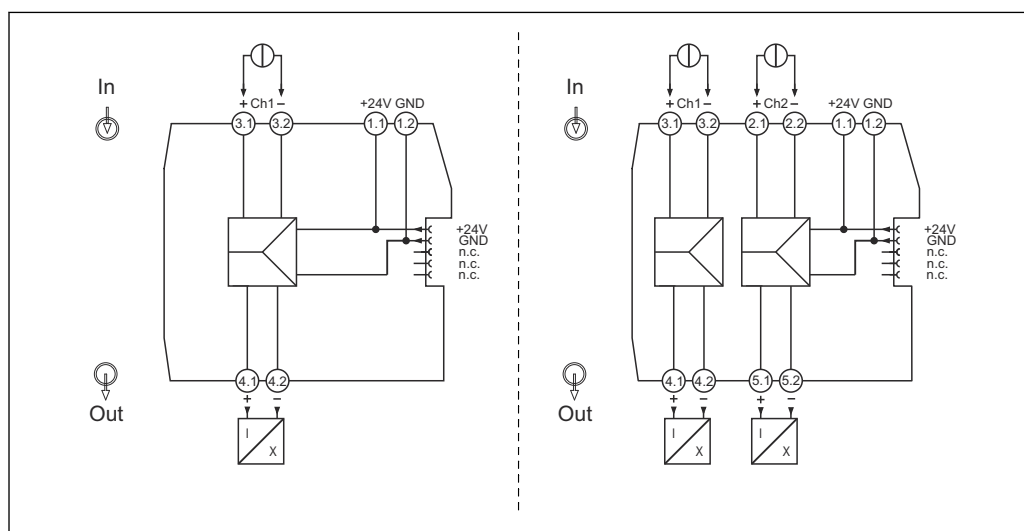 In
+ Ch1 −
+24V GND
3.1 3.2 1.1 1.2
+24V
GND
n.c.
n.c.
n.c.
4.1 4.2
+ −
Out
I
X
In
+ Ch1 − + Ch2 −
+24V GND
3.1 3.2 2.1 2.2 1.1 1.2
+24V
GND
n.c.
n.c.
n.c.
4.1 4.2 5.1 5.2
+ − + −
Out
I I
X X